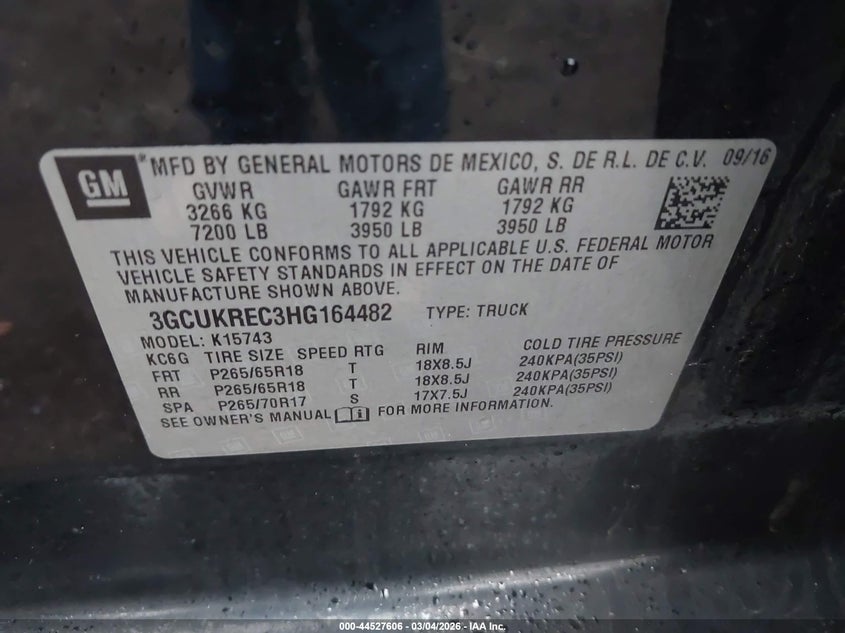 GM ® MFD BY GENERAL MOTORS DE MEXICO, S. DE R.L. DE C.V. 09/16
GVWR GAWR FRT GAWR RR
3266 KG 1792 KG 1792 KG
7200 LB 3950 LB 3950 LB
THIS VEHICLE CONFORMS TO ALL APPLICABLE U.S. FEDERAL MOTOR
VEHICLE SAFETY STANDARDS IN EFFECT ON THE DATE OF
MANUFACTURE SHOWN ABOVE.
3GCUKREC3HG164482 TYPE: TRUCK
MODEL: K15743
KC6G TIRE SIZE SPEED RTG RIM COLD TIRE PRESSURE
FRT P265/65R18 T 18X8.5J 240KPA(35PSI)
RR P265/65R18 T 18X8.5J 240KPA(35PSI)
SPA P265/70R17 S 17X7.5J 240KPA(35PSI)
SEE OWNER'S MANUAL FOR MORE INFORMATION.
000-44527606 - 03/04/2026 - IAA Inc.